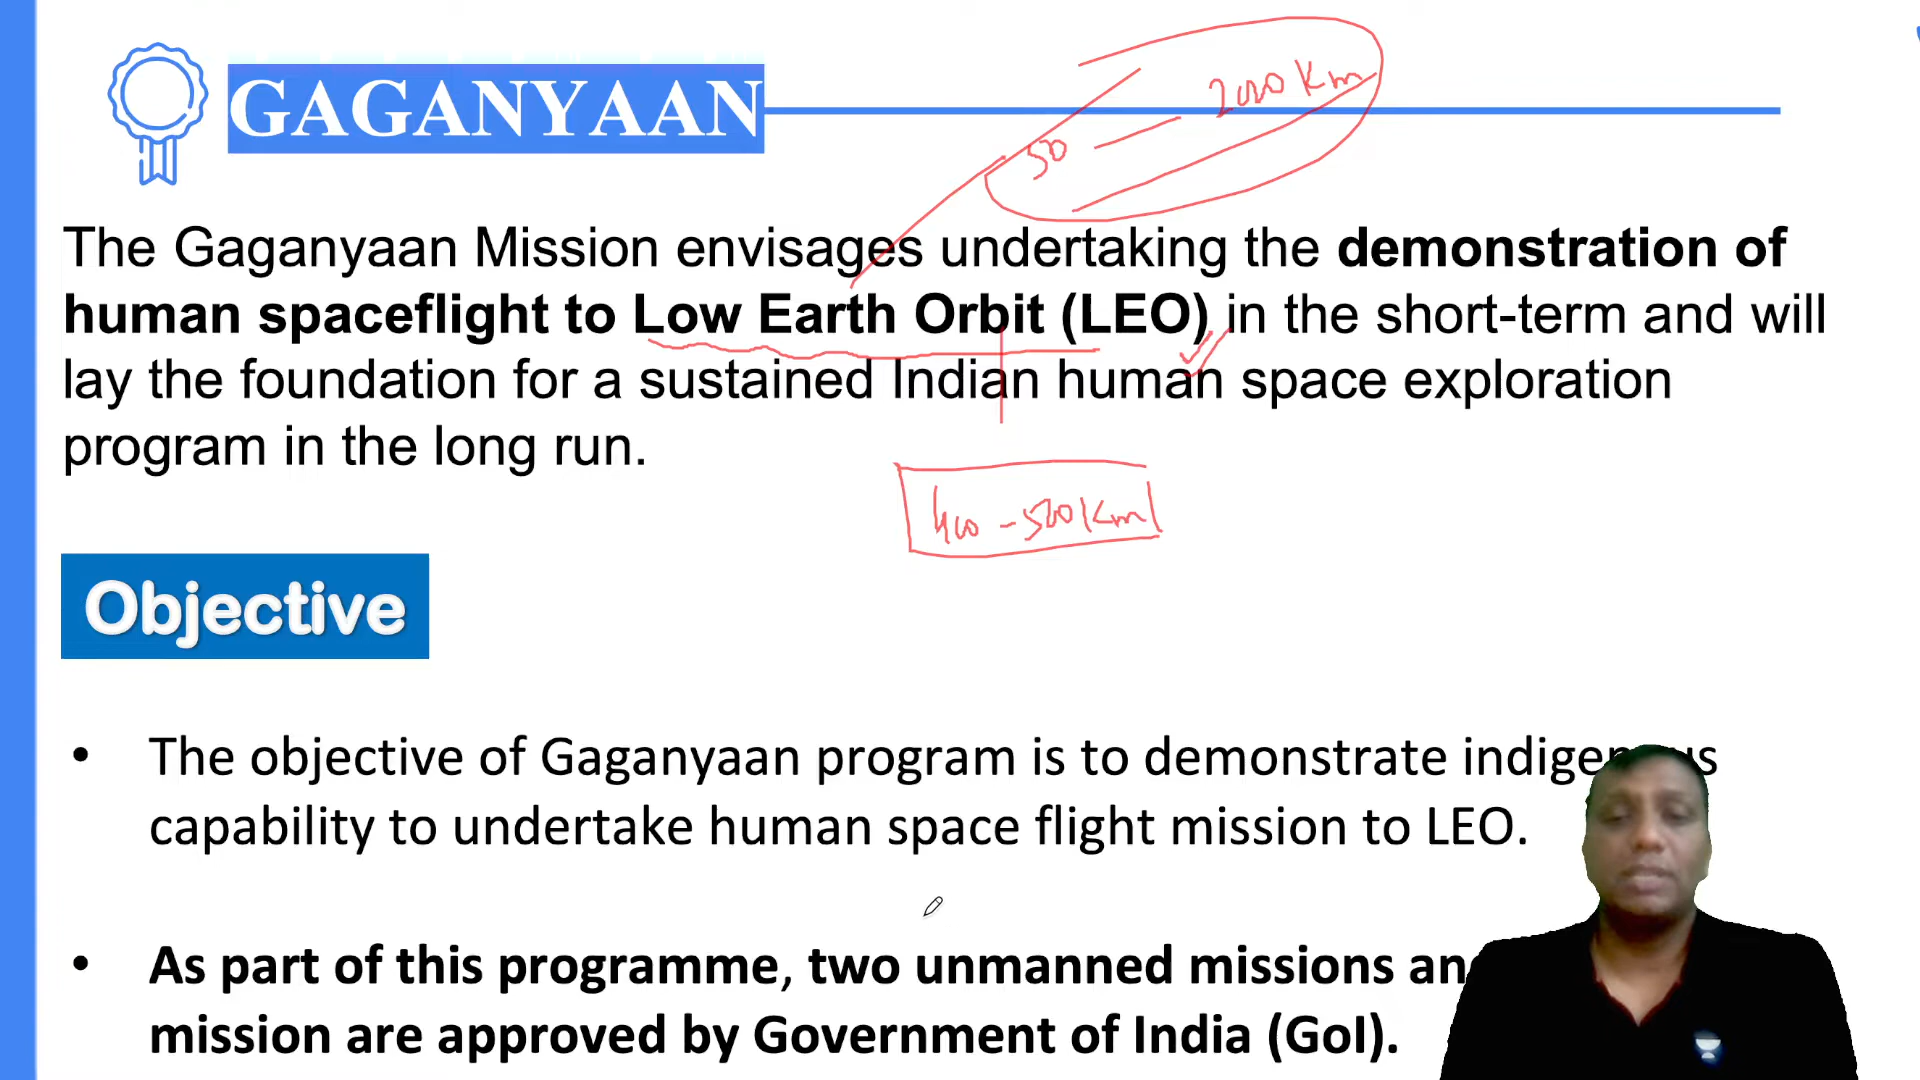 GAGANYAAN
50 — 2000 Km
The Gaganyaan Mission envisages undertaking the demonstration of
human spaceflight to Low Earth Orbit (LEO) in the short-term and will
lay the foundation for a sustained Indian human space exploration
program in the long run.
400 - 500 Km
Objective
• The objective of Gaganyaan program is to demonstrate
capability to undertake human space flight mission to LEO.
• As part of this programme, two unmanned missions
mission are approved by Government of India (GoI).